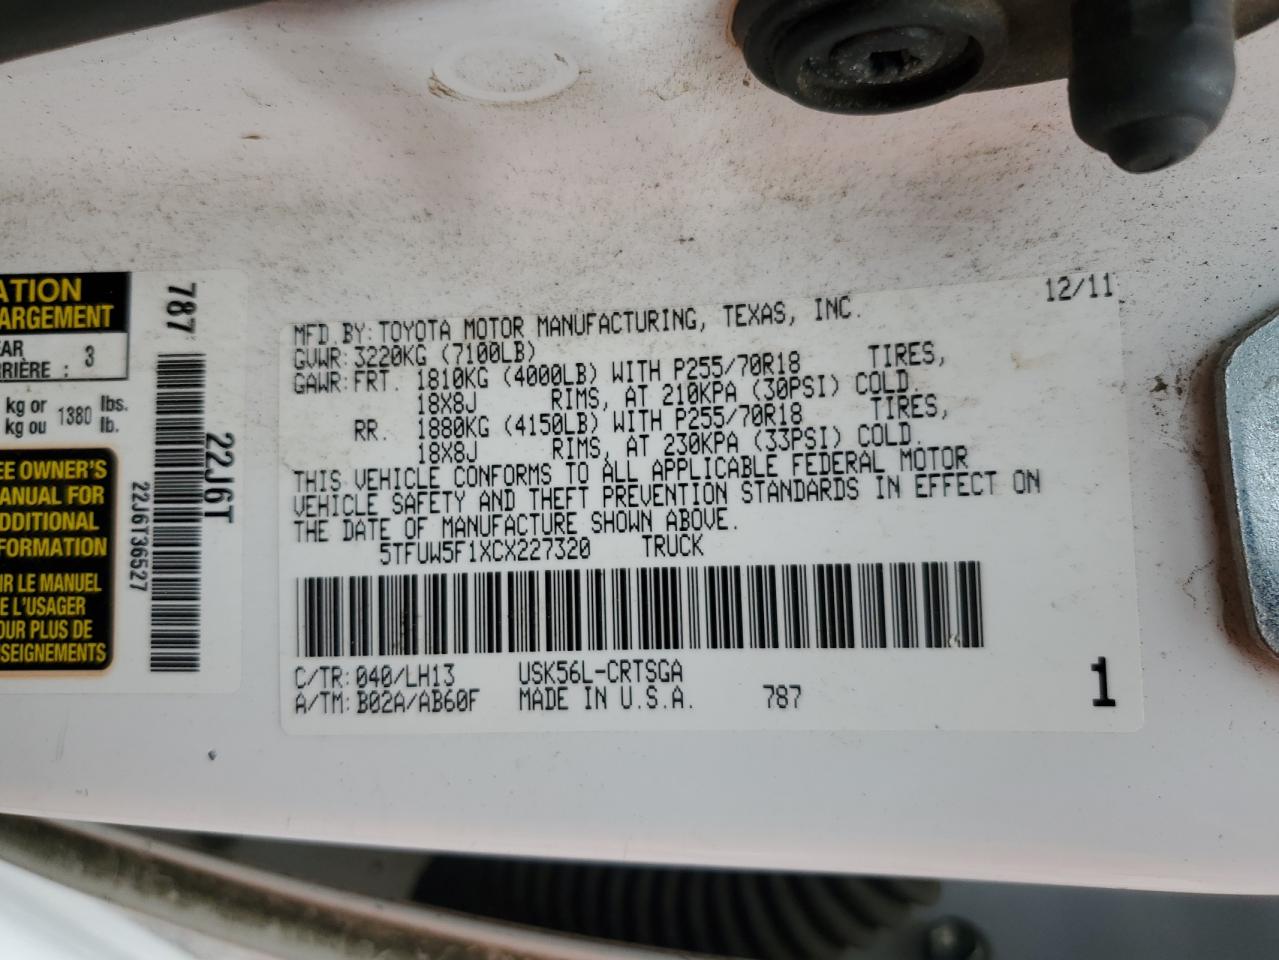 ATION
ARGEMENT
EAR
RRIÈRE : 3
kg or 1380 lbs.
kg ou lb.
EE OWNER'S
ANUAL FOR
DDITIONAL
FORMATION
IR LE MANUEL
E L'USAGER
OUR PLUS DE
SEIGNEMENTS
787
22J6T
22J6T36527
12/11
MFD BY: TOYOTA MOTOR MANUFACTURING, TEXAS, INC.
GVWR: 3220KG (7100LB)
GAWR: FRT. 1810KG (4000LB) WITH P255/70R18 TIRES,
18X8J RIMS, AT 210KPA (30PSI) COLD
RR. 1880KG (4150LB) WITH P255/70R18 TIRES,
18X8J RIMS, AT 230KPA (33PSI) COLD.
THIS VEHICLE CONFORMS TO ALL APPLICABLE FEDERAL MOTOR
VEHICLE SAFETY AND THEFT PREVENTION STANDARDS IN EFFECT ON
THE DATE OF MANUFACTURE SHOWN ABOVE.
5TFUW5F1XCX227320 TRUCK
C/TR: 040/LH13 USK56L-CRTSGA
A/TM: B02A/AB60F MADE IN U.S.A. 787
1